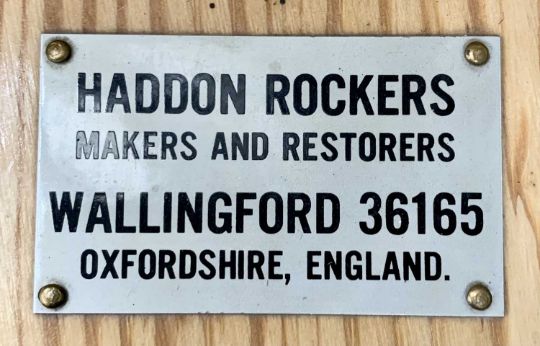 HADDON ROCKERS
MAKERS AND RESTORERS
WALLINGFORD 36165
OXFORDSHIRE, ENGLAND.